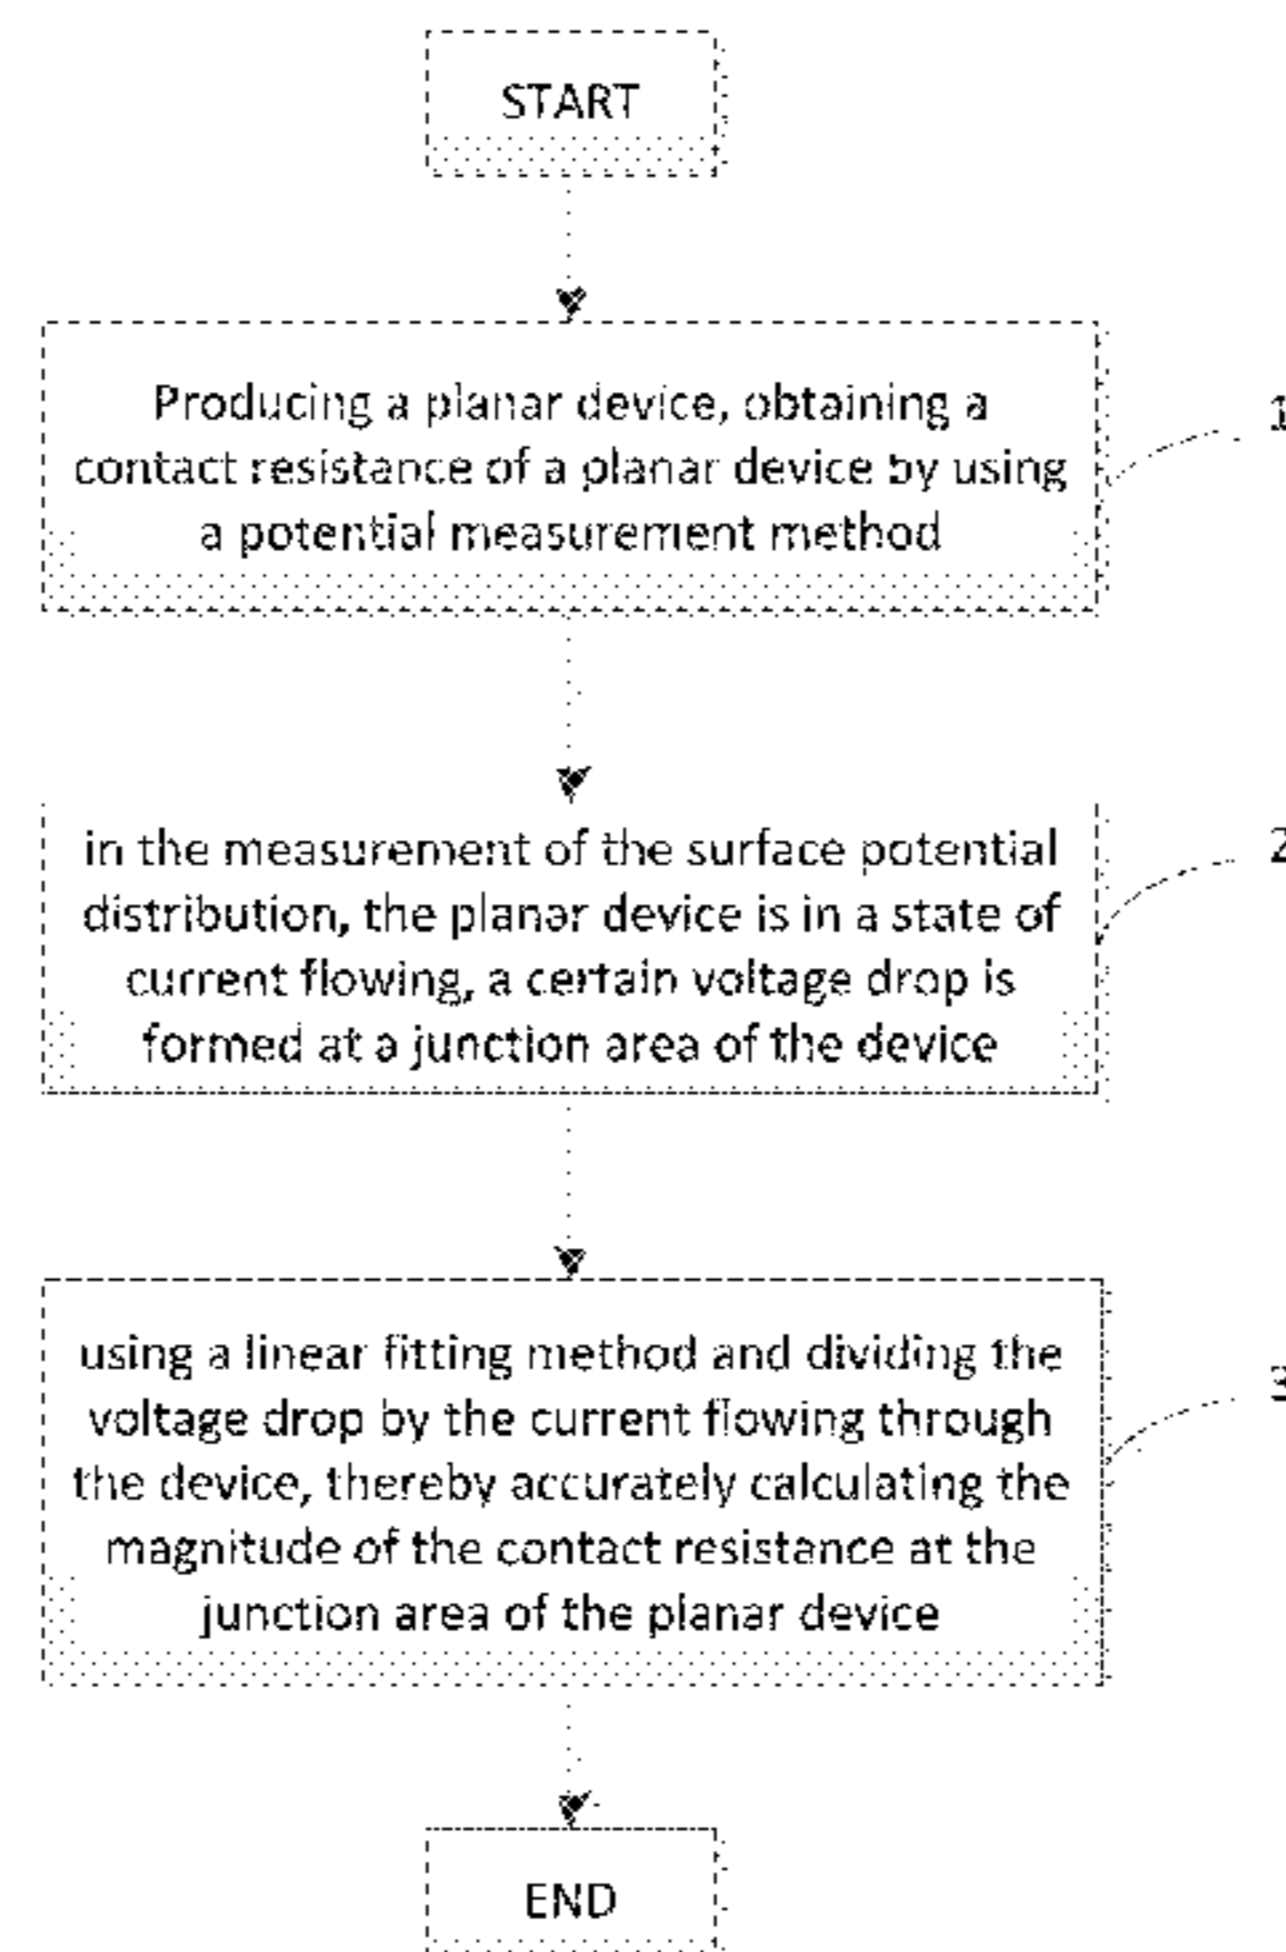 START
Producing a planar device, obtaining a
contact resistance of a planar device by using
a potential measurement method
1
in the measurement of the surface potential
distribution, the planar device is in a state of
current flowing, a certain voltage drop is
formed at a junction area of the device
2
using a linear fitting method and dividing the
voltage drop by the current flowing through
the device, thereby accurately calculating the
magnitude of the contact resistance at the
junction area of the planar device
3
END